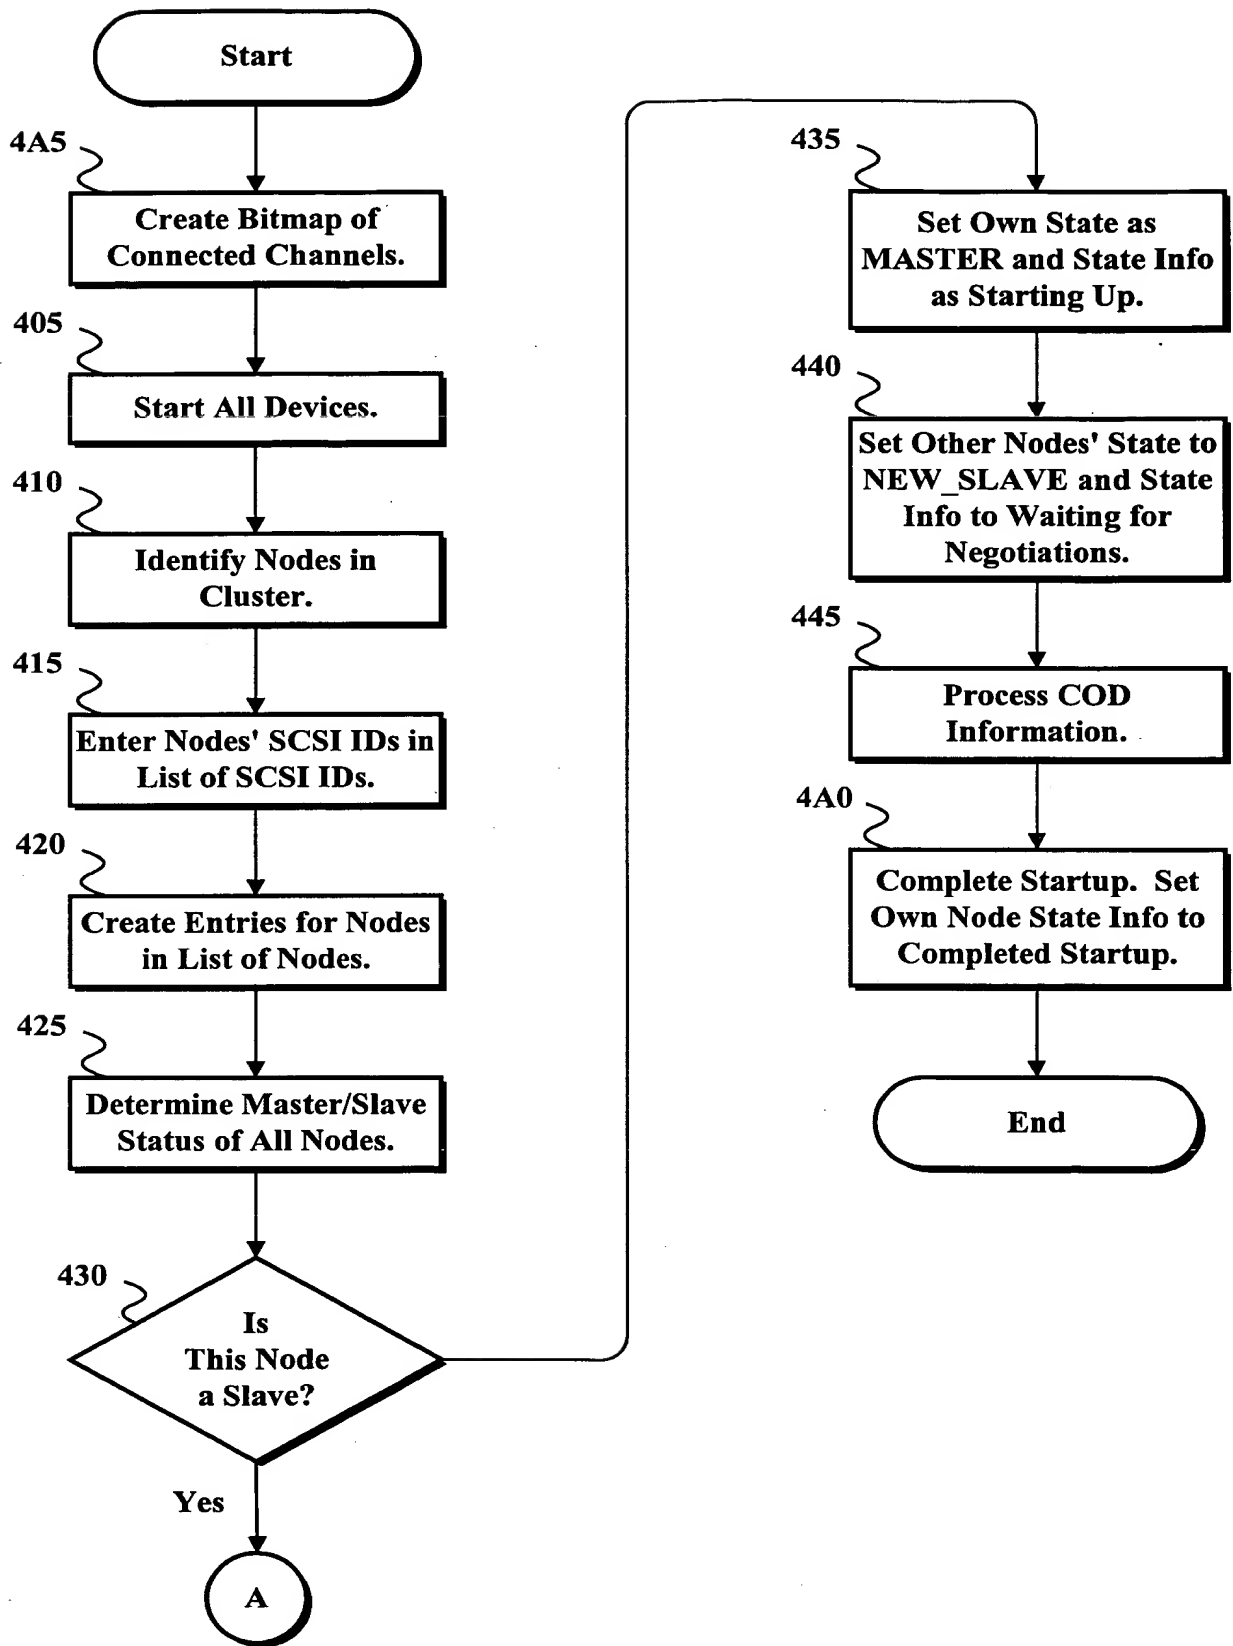 Start
4A5
Create Bitmap of
Connected Channels.
405
Start All Devices.
410
Identify Nodes in
Cluster.
415
Enter Nodes' SCSI IDs in
List of SCSI IDs.
420
Create Entries for Nodes
in List of Nodes.
425
Determine Master/Slave
Status of All Nodes.
430
Is
This Node
a Slave?
Yes
A
435
Set Own State as
MASTER and State Info
as Starting Up.
440
Set Other Nodes' State to
NEW_SLAVE and State
Info to Waiting for
Negotiations.
445
Process COD
Information.
4A0
Complete Startup. Set
Own Node State Info to
Completed Startup.
End